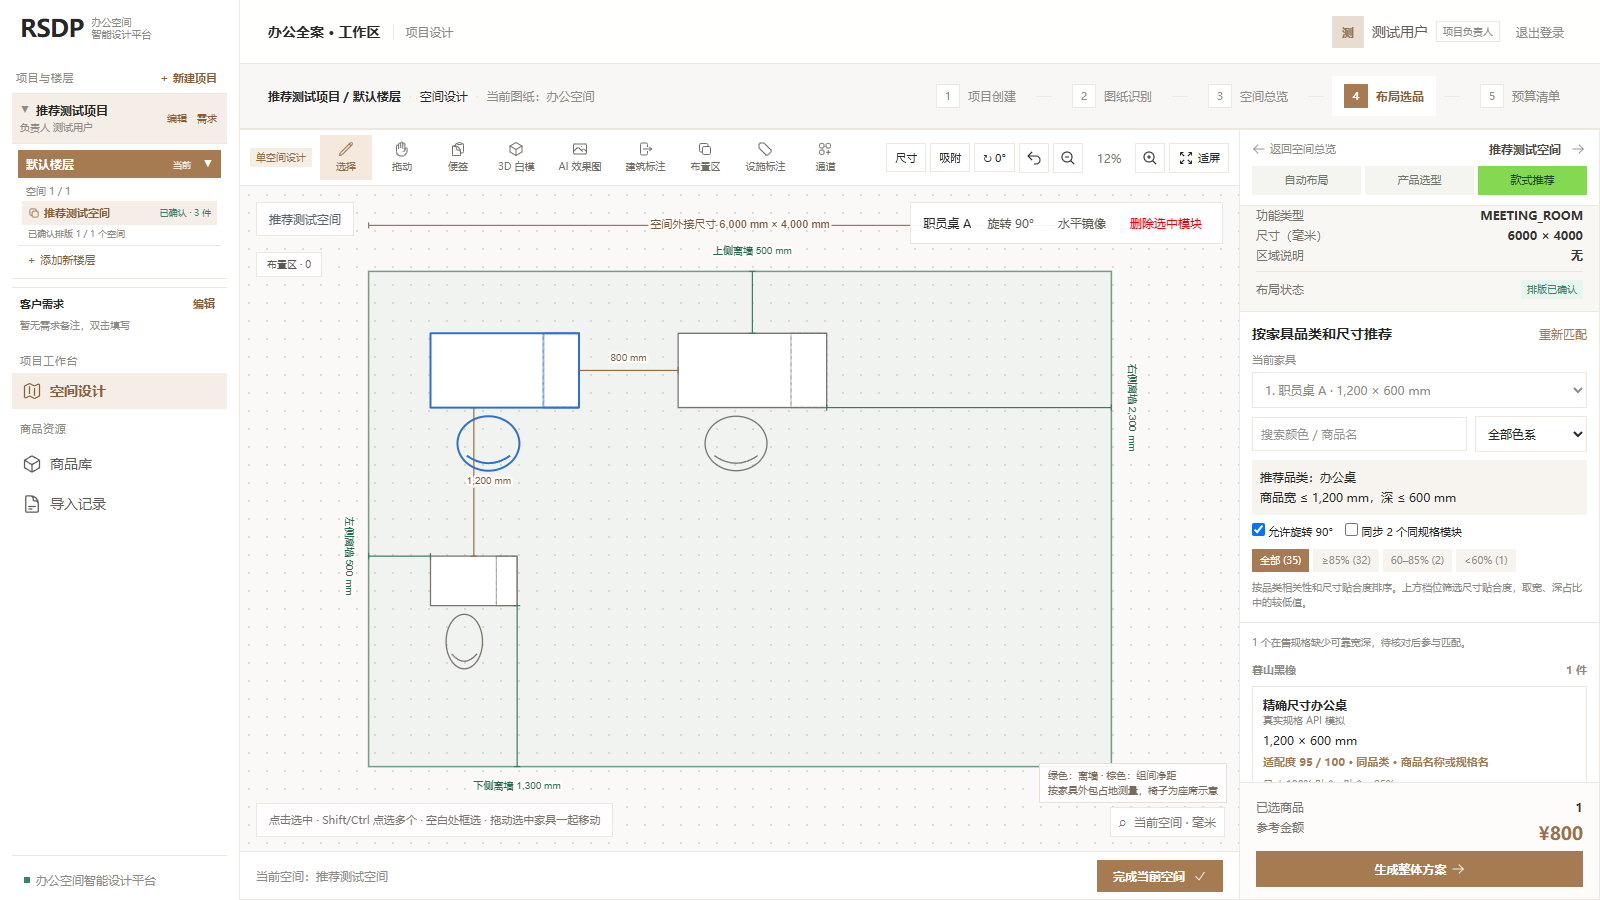 RSDP 办公空间
智能设计平台
项目与楼层 + 新建项目
▼ 推荐测试项目
负责人 测试用户
编辑 需求
默认楼层 当前 ▼
空间 1 / 1
推荐测试空间 已确认 · 3 件
已确认排版 1 / 1 个空间
+ 添加新楼层
客户需求 编辑
暂无需求备注，双击填写
项目工作台
空间设计
商品资源
商品库
导入记录
办公空间智能设计平台
办公全案 • 工作区 项目设计
测 测试用户 项目负责人 退出登录
推荐测试项目 / 默认楼层 空间设计 当前图纸：办公空间
1 项目创建 2 图纸识别 3 空间总览 4 布局选品 5 预算清单
单空间设计 选择 拖动 便签 3D 白模 AI 效果图 建筑标注 布置区 设施标注 通道
尺寸 吸附 ↻ 0° 12% 适屏
推荐测试空间
空间外接尺寸 6,000 mm × 4,000 mm
职员桌 A 旋转 90° 水平镜像 删除选中模块
上侧离墙 500 mm
布置区 · 0
800 mm
右侧离墙 2,300 mm
1,200 mm
左侧离墙 500 mm
下侧离墙 1,300 mm
绿色：离墙 · 棕色：组间净距
按家具外包占地测量，椅子为座席示意
点击选中 · Shift/Ctrl 点选多个 · 空白处框选 · 拖动选中家具一起移动
当前空间 · 毫米
当前空间：推荐测试空间
完成当前空间 ✓
← 返回空间总览 推荐测试空间 →
自动布局 产品选型 款式推荐
功能类型 MEETING_ROOM
尺寸（毫米） 6000 × 4000
区域说明 无
布局状态 排版已确认
按家具品类和尺寸推荐 重新匹配
当前家具
1. 职员桌 A · 1,200 × 600 mm
搜索颜色 / 商品名 全部色系
推荐品类：办公桌
商品宽 ≤ 1,200 mm，深 ≤ 600 mm
允许旋转 90° 同步 2 个同规格模块
全部 (35) ≥85% (32) 60–85% (2) <60% (1)
按品类相关性和尺寸贴合度排序。上方档位筛选尺寸贴合度，取宽、深占比
中的较低值。
1 个在售规格缺少可靠宽深，待核对后参与匹配。
暮山黑橡 1 件
精确尺寸办公桌
真实规格 API 模拟
1,200 × 600 mm
适配度 95 / 100 • 同品类 • 商品名称或规格名
已选商品 1
参考金额 ¥800
生成整体方案 →